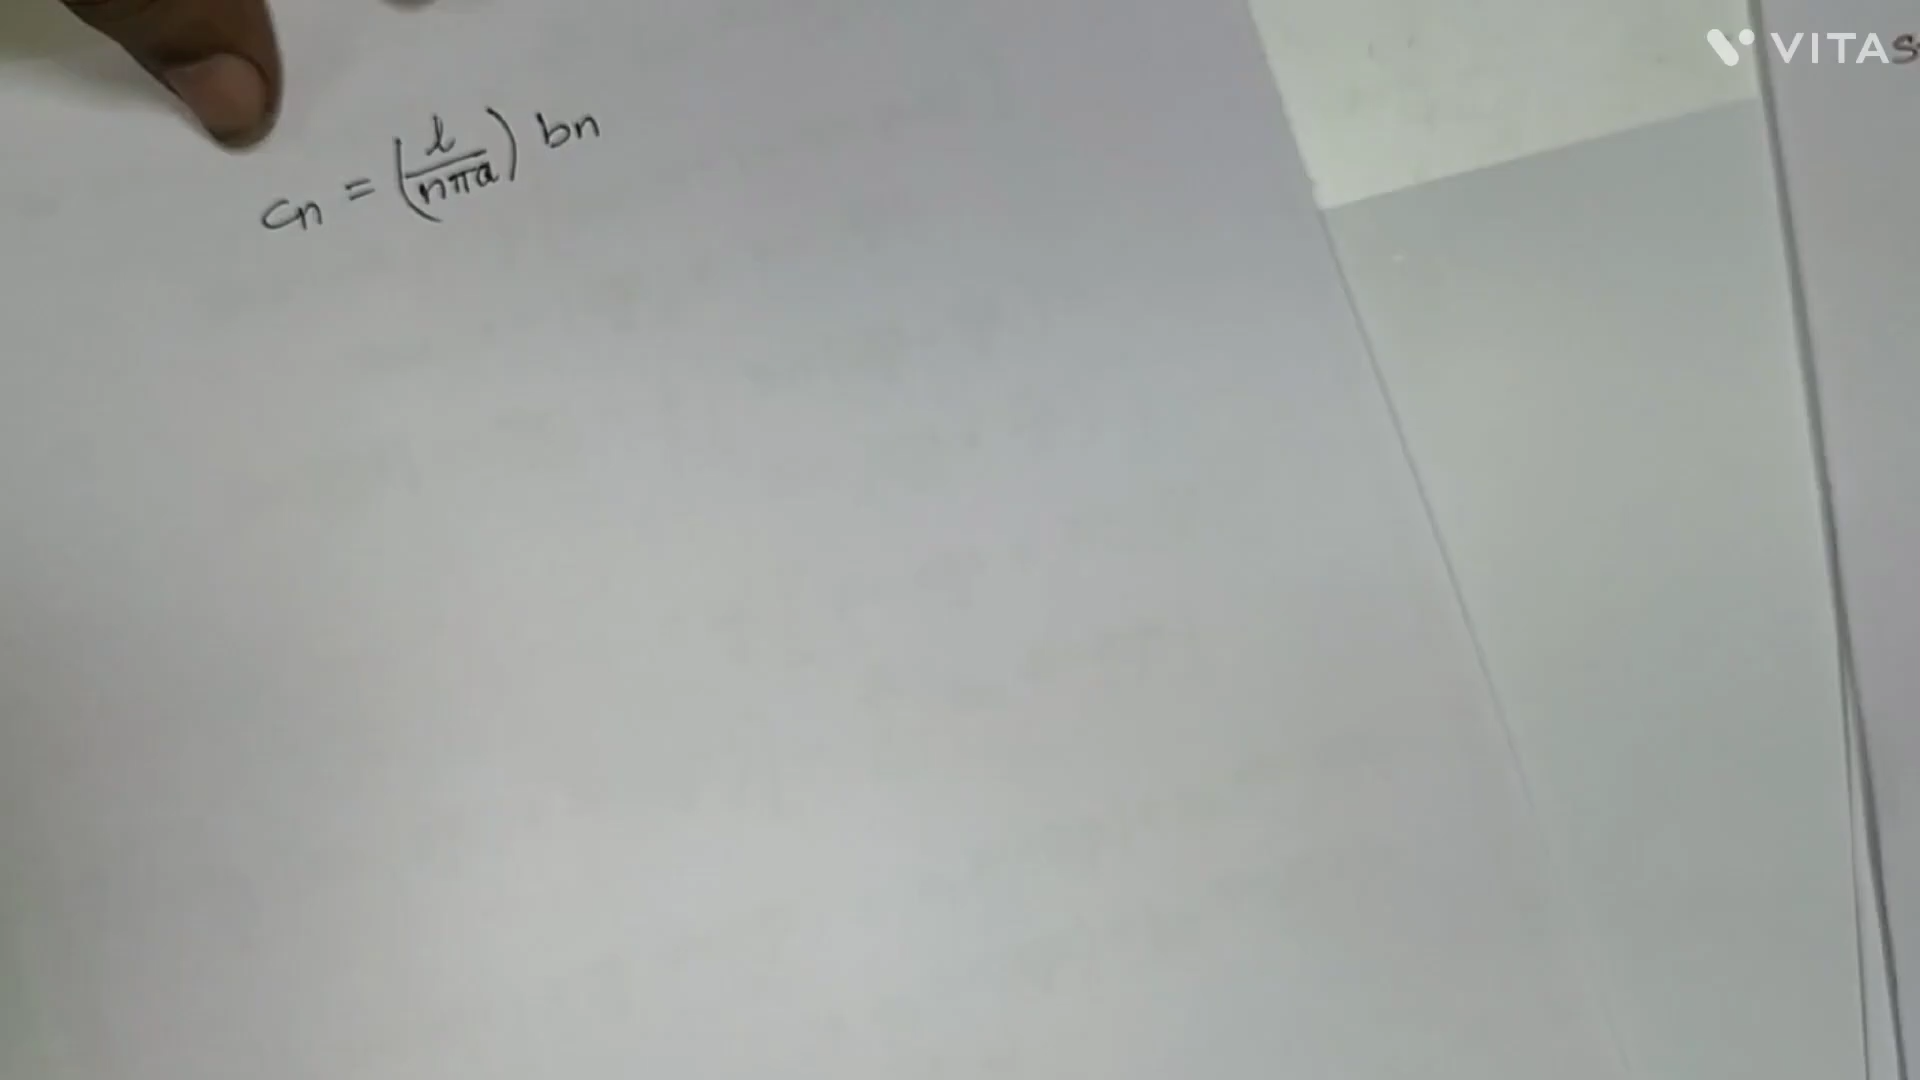 VITA
cn = (l/nπa) bn